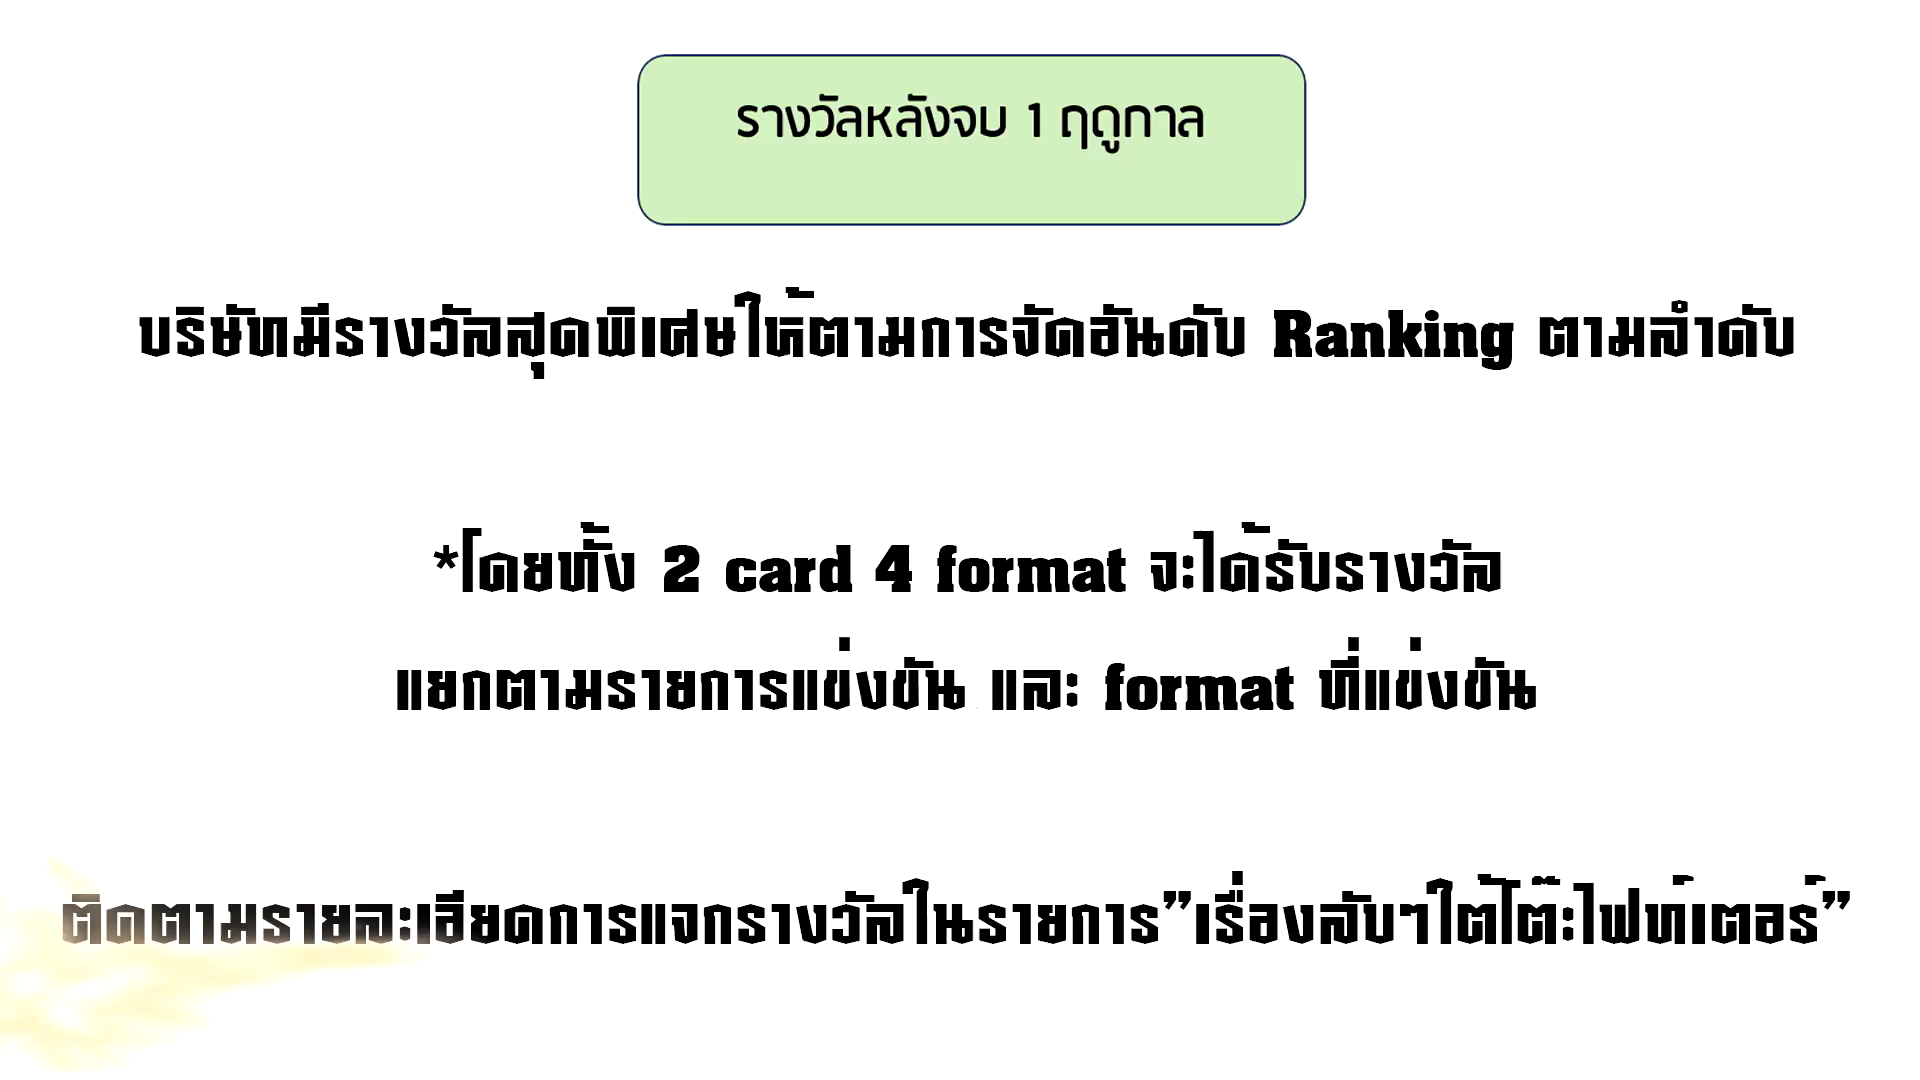 รางวัลหลังจบ 1 ฤดูกาล
บริษัทมีรางวัลสุดพิเศษให้ตามการจัดอันดับ Ranking ตามลำดับ
*โดยทั้ง 2 card 4 format จะได้รับรางวัล
แยกตามรายการแข่งขัน และ format ที่แข่งขัน
ติดตามรายละเอียดการแจกรางวัลในรายการ”เรื่องลับๆใต้โต๊ะไฟท์เตอร์”